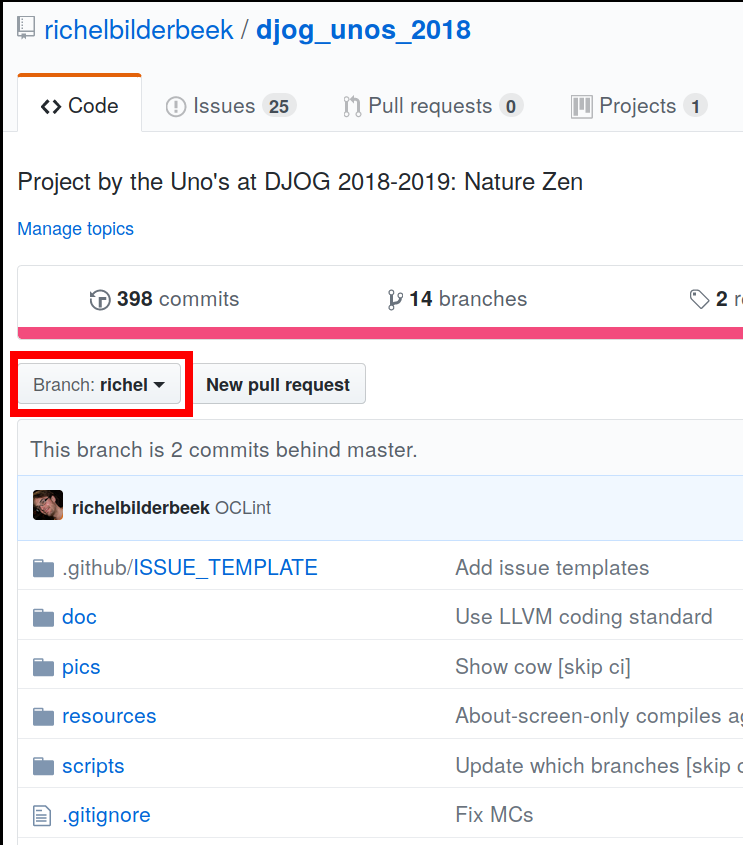 richelbilderbeek / djog_unos_2018
Code Issues 25 Pull requests 0 Projects 1
Project by the Uno's at DJOG 2018-2019: Nature Zen
Manage topics
398 commits 14 branches 2
Branch: richel New pull request
This branch is 2 commits behind master.
richelbilderbeek OCLint
.github/ISSUE_TEMPLATE Add issue templates
doc Use LLVM coding standard
pics Show cow [skip ci]
resources About-screen-only compiles
scripts Update which branches [skip
.gitignore Fix MCs